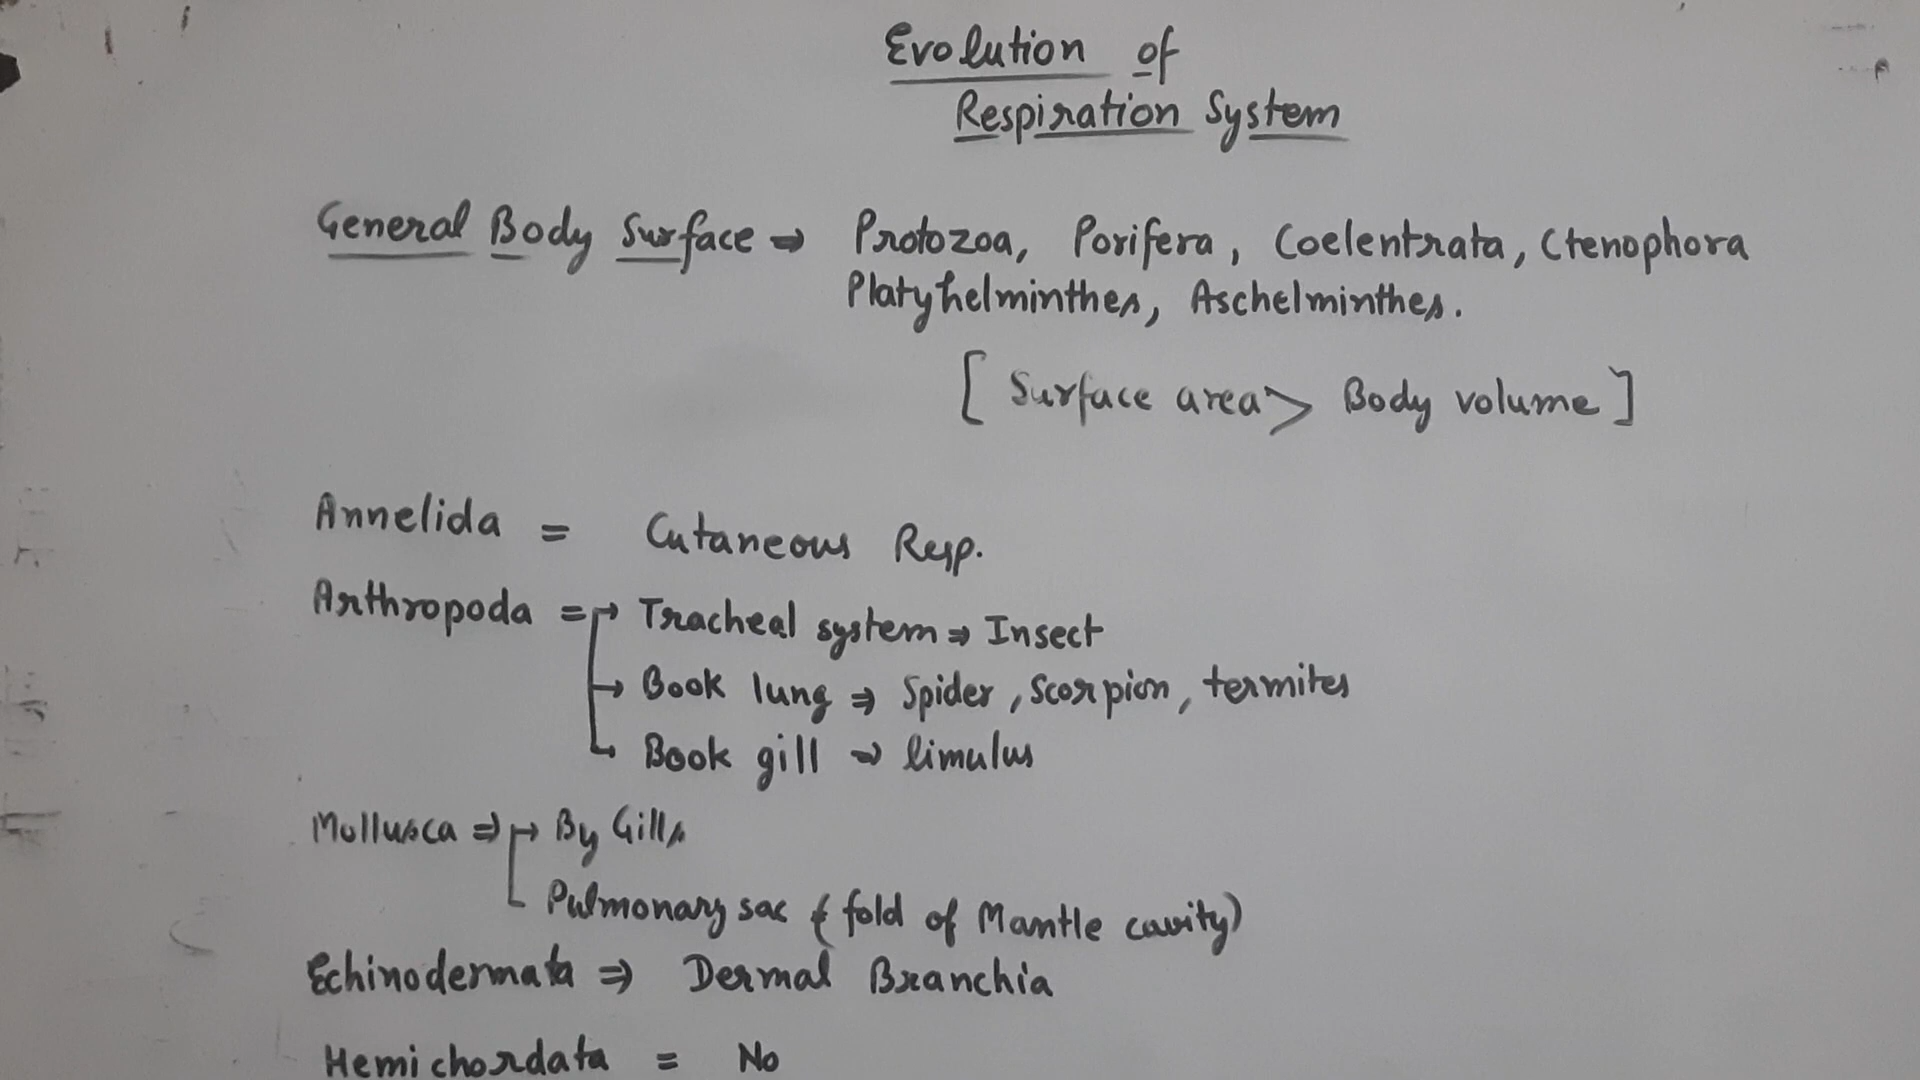 Evolution of
Respiration System
General Body Surface ⇒ Protozoa, Porifera, Coelentrata, Ctenophora
Platyhelminthes, Aschelminthes.
[Surface area > Body volume]
Annelida = Cutaneous Resp.
Arthropoda = → Tracheal system ⇒ Insect
→ Book lung ⇒ Spider, Scorpion, termites
→ Book gill ⇒ limulus
Mollusca ⇒ → By Gills
Pulmonary sac (fold of Mantle cavity)
Echinodermata ⇒ Dermal Branchia
Hemichordata = No